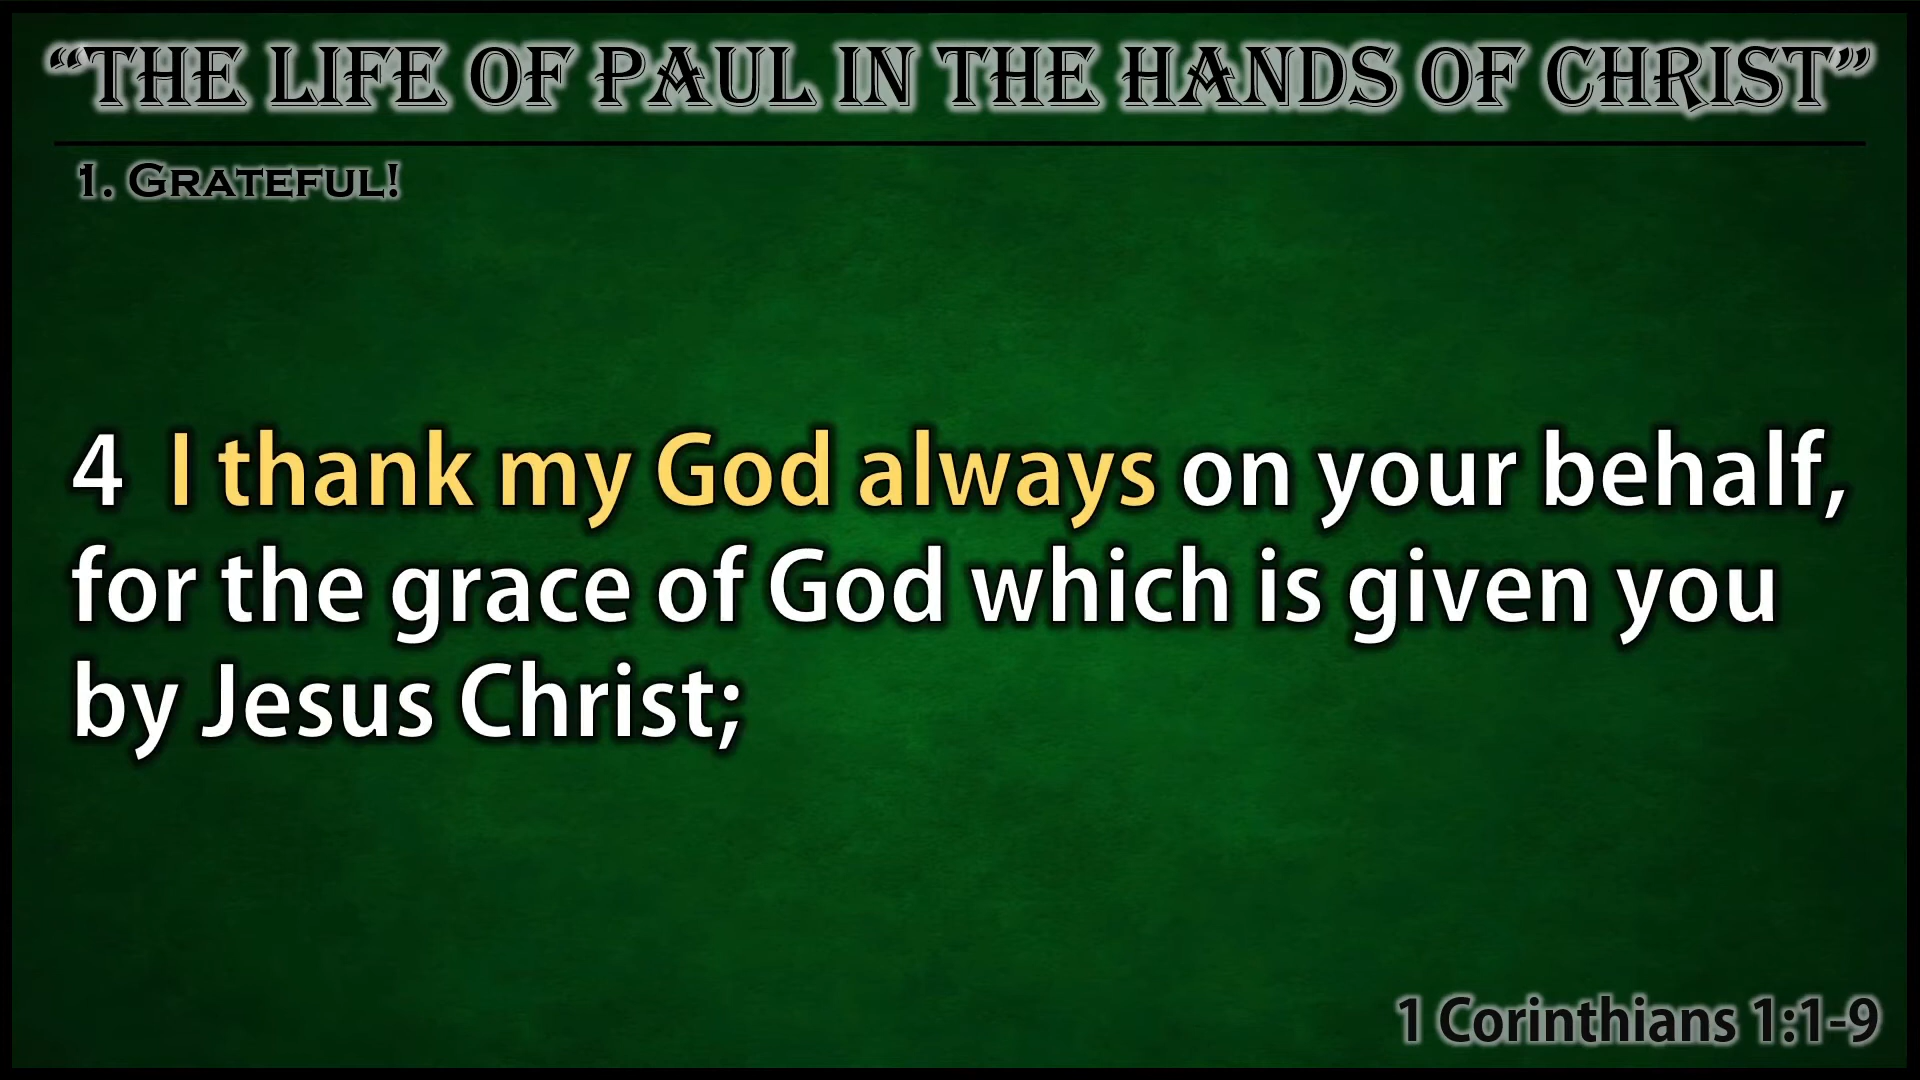 “THE LIFE OF PAUL IN THE HANDS OF CHRIST”
1. GRATEFUL!
4 I thank my God always on your behalf,
for the grace of God which is given you
by Jesus Christ;
1 Corinthians 1:1-9